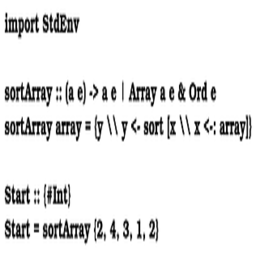 import StdEnv
sortArray :: (a e) -> a e | Array a e & Ord e
sortArray array = {y \\ y <- sort [x \\ x <-: array]}
Start :: {#Int}
Start = sortArray {2, 4, 3, 1, 2}